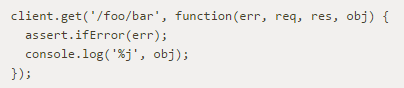 client.get('/foo/bar', function(err, req, res, obj) {
  assert.ifError(err);
  console.log('%j', obj);
});